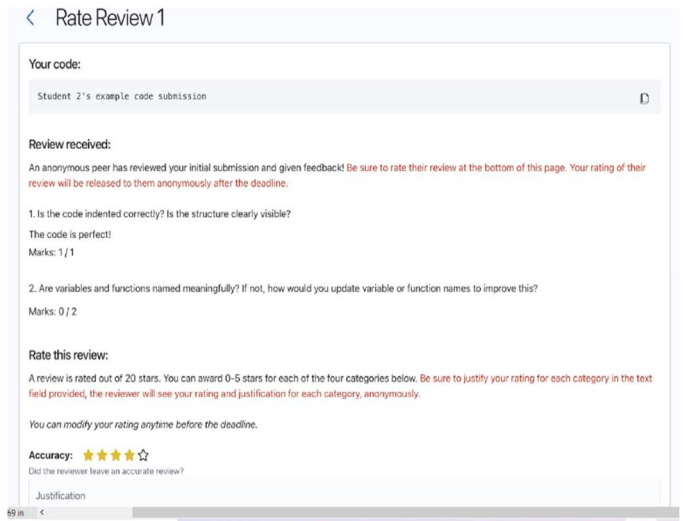 Rate Review 1
Your code:
Student 2's example code submission
Review received:
An anonymous peer has reviewed your initial submission and given feedback! Be sure to rate their review at the bottom of this page. Your rating of their
review will be released to them anonymously after the deadline.
1. Is the code indented correctly? Is the structure clearly visible?
The code is perfect!
Marks: 1/1
2. Are variables and functions named meaningfully? If not, how would you update variable or function names to improve this?
Marks: 0/2
Rate this review:
A review is rated out of 20 stars. You can award 0-5 stars for each of the four categories below. Be sure to justify your rating for each category in the text
field provided, the reviewer will see your rating and justification for each category, anonymously.
You can modify your rating anytime before the deadline.
Accuracy:
Did the reviewer leave an accurate review?
Justification
69 in